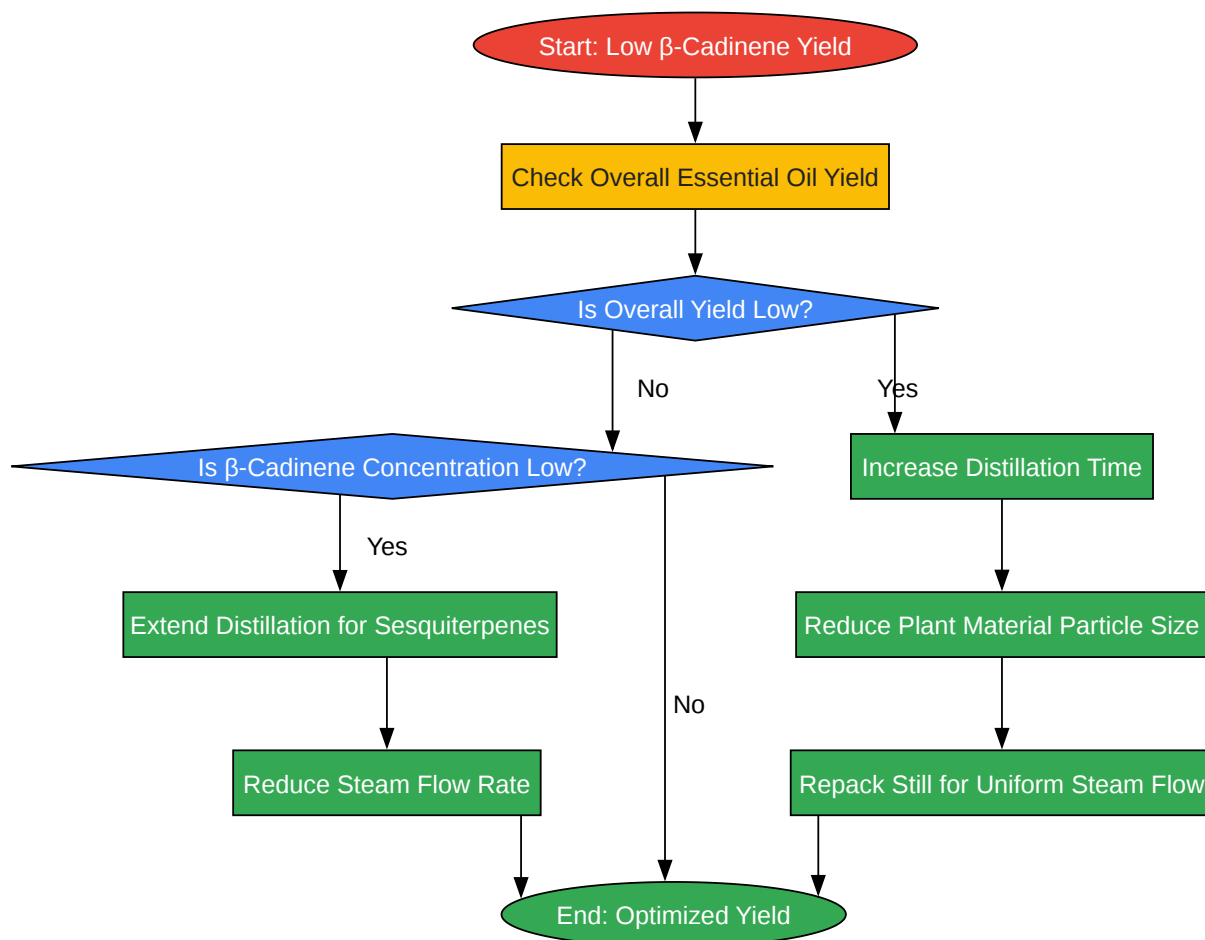 Start: Low β-Cadinene Yield
Check Overall Essential Oil Yield
Is Overall Yield Low?
No
Yes
Is β-Cadinene Concentration Low?
Increase Distillation Time
Yes
Extend Distillation for Sesquiterpenes
Reduce Plant Material Particle Size
No
Reduce Steam Flow Rate
Repack Still for Uniform Steam Flow
End: Optimized Yield